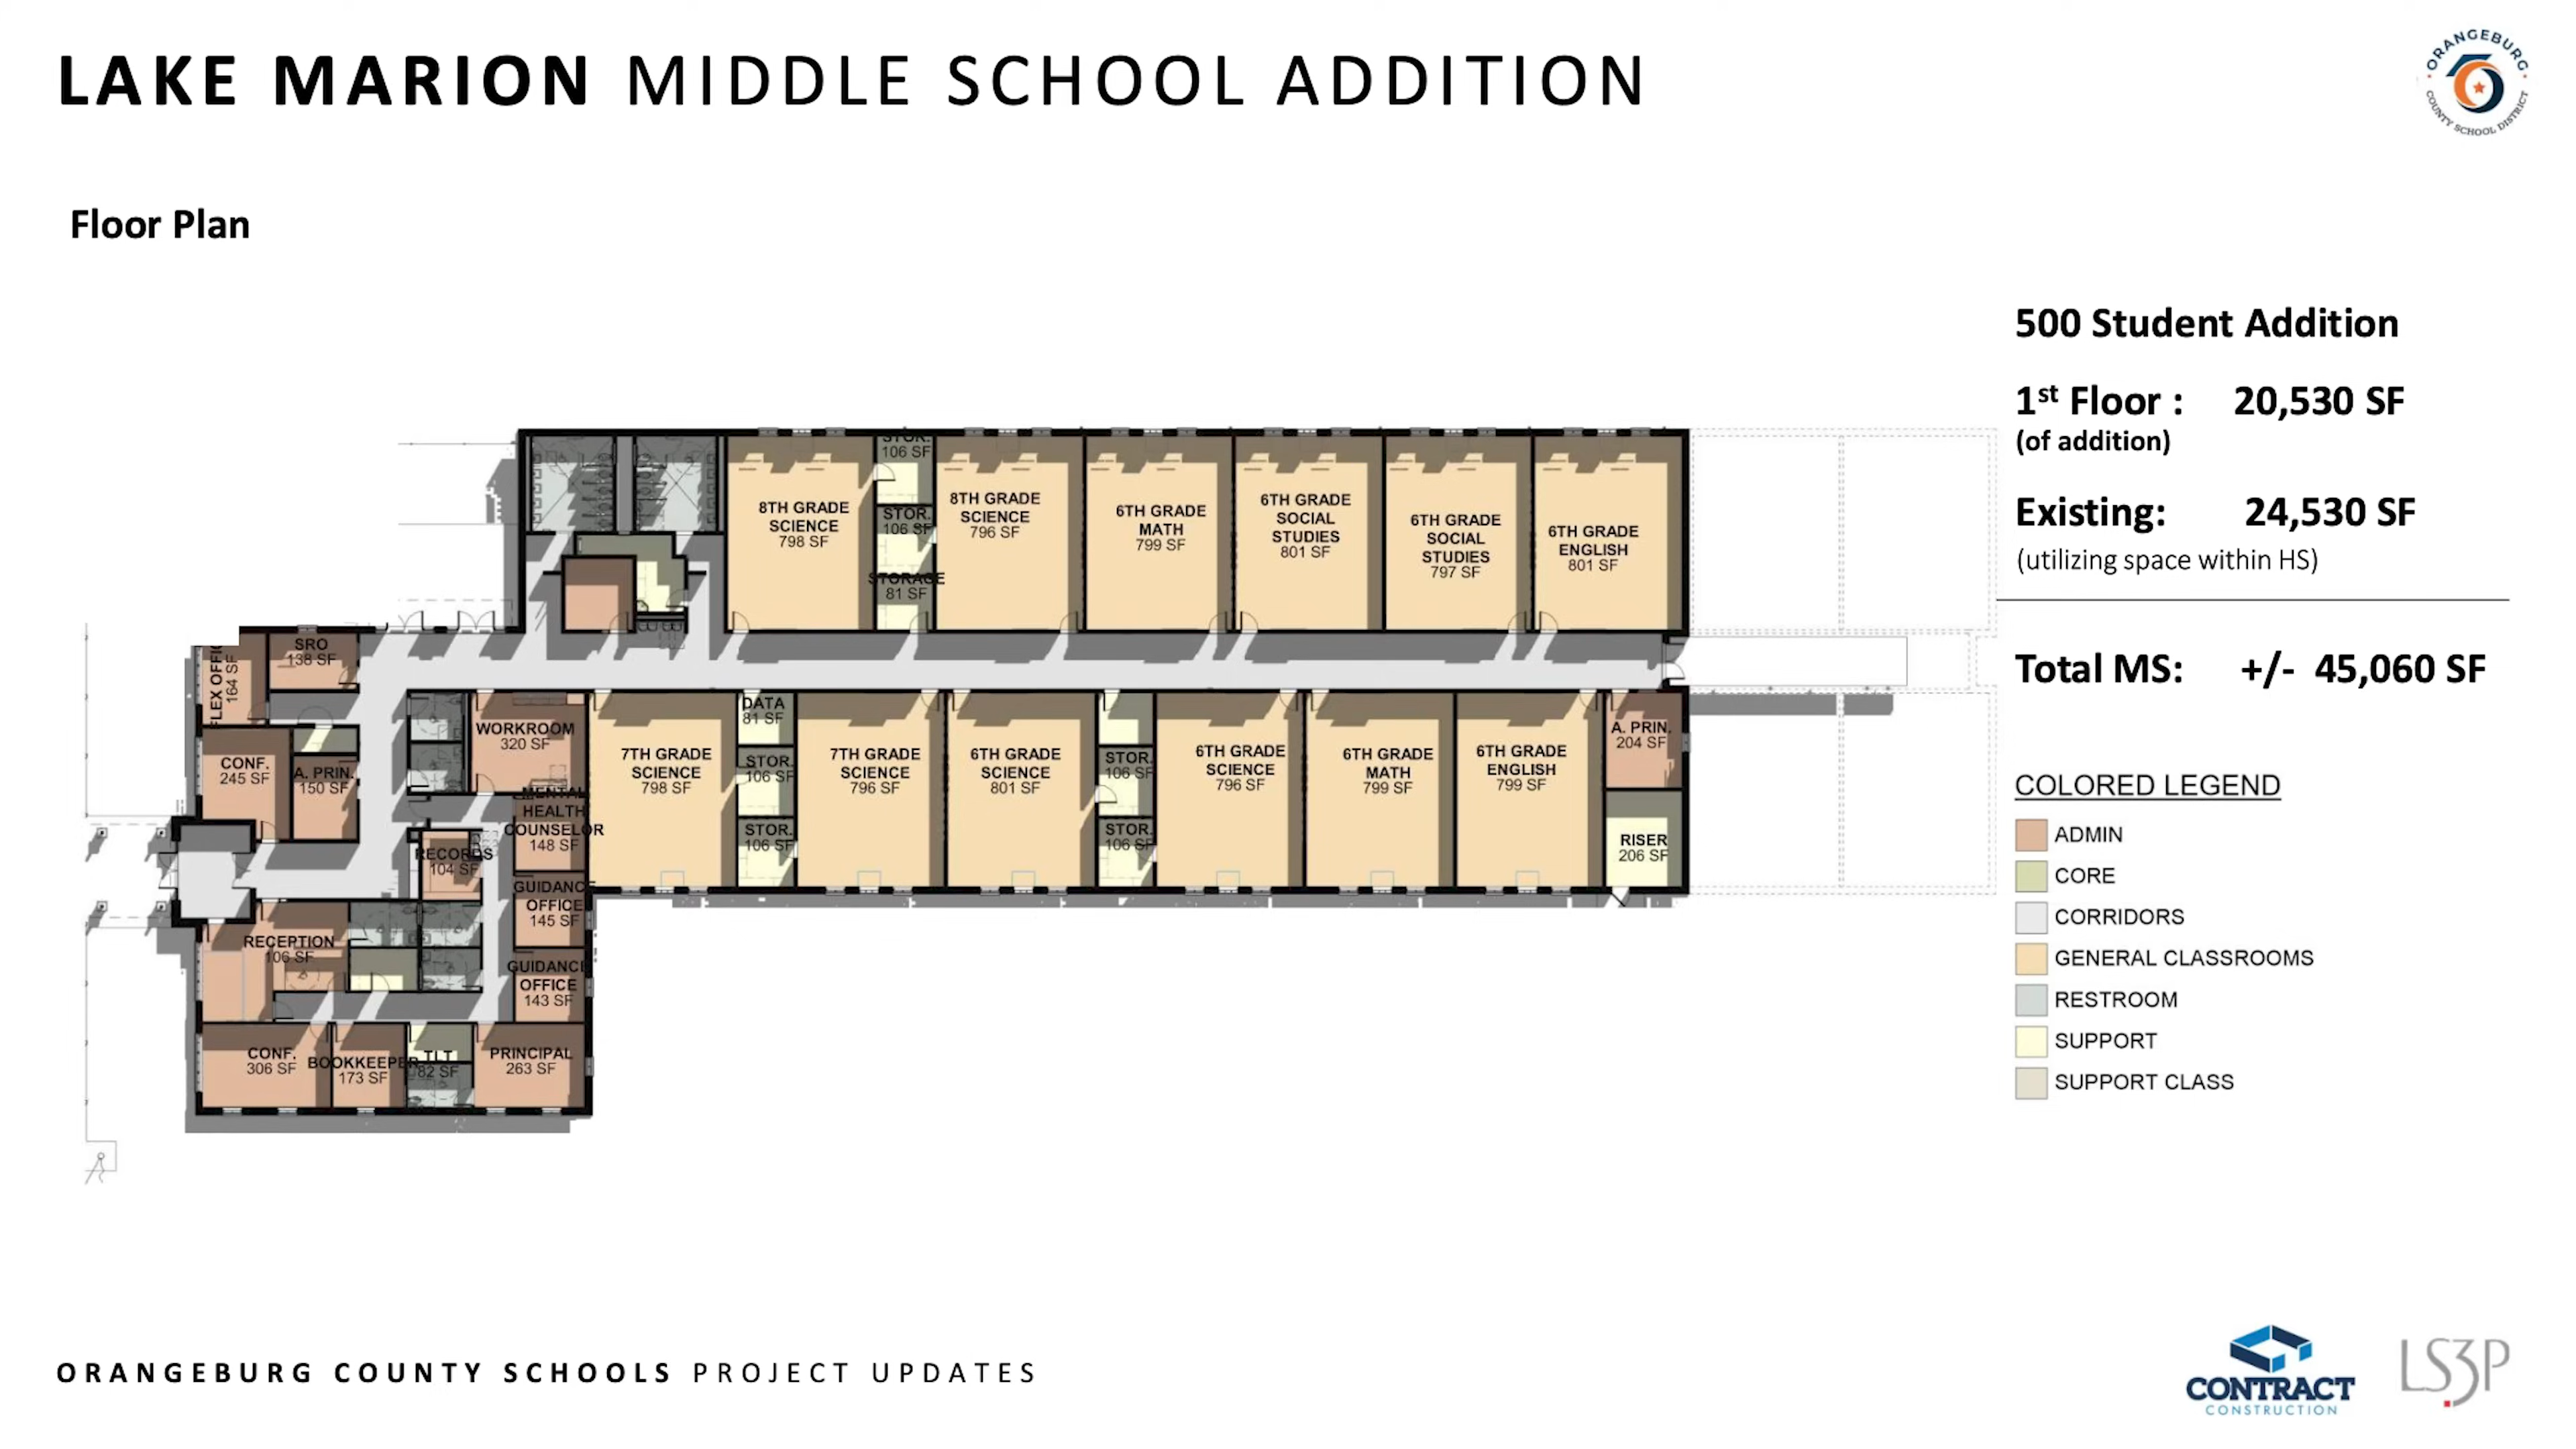 LAKE MARION MIDDLE SCHOOL ADDITION
ORANGEBURG
COUNTY SCHOOL DISTRICT
Floor Plan
500 Student Addition
1st Floor : 20,530 SF
(of addition)
Existing: 24,530 SF
(utilizing space within HS)
Total MS: +/- 45,060 SF
COLORED LEGEND
ADMIN
CORE
CORRIDORS
GENERAL CLASSROOMS
RESTROOM
SUPPORT
SUPPORT CLASS
8TH GRADE
SCIENCE
798 SF
STOR.
106 SF
STOR.
106 SF
STORAGE
81 SF
8TH GRADE
SCIENCE
796 SF
6TH GRADE
MATH
799 SF
6TH GRADE
SOCIAL
STUDIES
801 SF
6TH GRADE
SOCIAL
STUDIES
797 SF
6TH GRADE
ENGLISH
801 SF
FLEX OFFIC
164 SF
SRO
138 SF
CONF.
245 SF
A. PRIN.
150 SF
WORKROOM
320 SF
7TH GRADE
SCIENCE
798 SF
DATA
81 SF
STOR.
106 SF
STOR.
106 SF
7TH GRADE
SCIENCE
796 SF
6TH GRADE
SCIENCE
801 SF
STOR.
106 SF
STOR.
106 SF
6TH GRADE
SCIENCE
796 SF
6TH GRADE
MATH
799 SF
6TH GRADE
ENGLISH
799 SF
A. PRIN.
204 SF
RISER
206 SF
MENTAL
HEALTH
COUNSELOR
148 SF
RECORDS
104 SF
GUIDANCE
OFFICE
145 SF
RECEPTION
106 SF
GUIDANCE
OFFICE
143 SF
CONF.
306 SF
BOOKKEEPER
173 SF
TLT
82 SF
PRINCIPAL
263 SF
ORANGEBURG COUNTY SCHOOLS PROJECT UPDATES
CONTRACT
CONSTRUCTION
LS3P